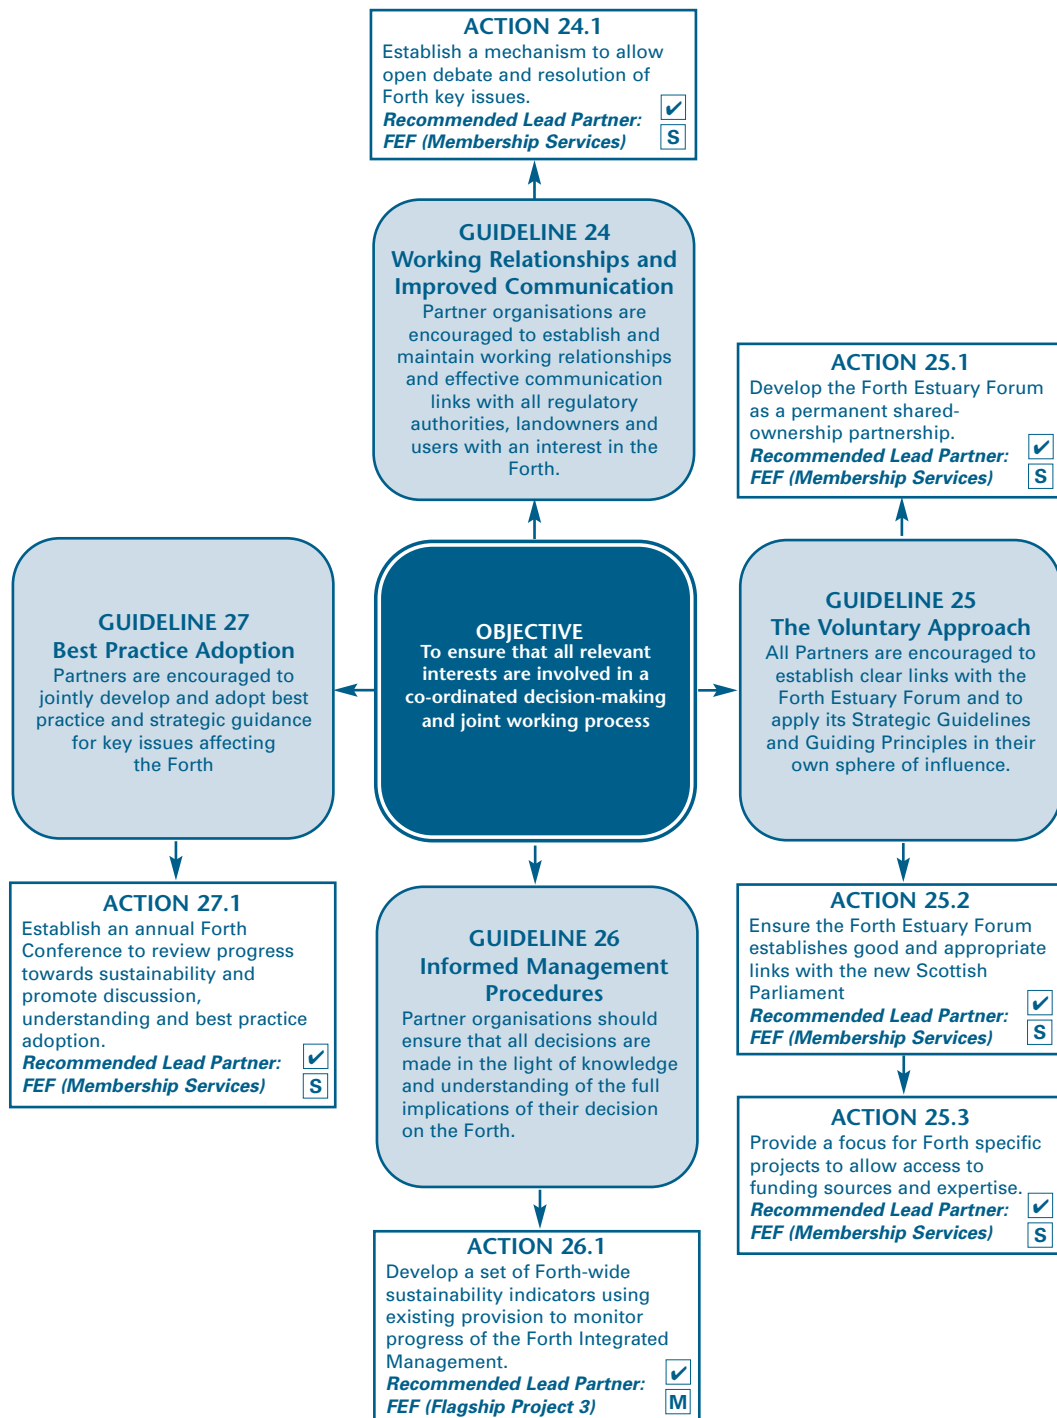 ACTION 24.1
Establish a mechanism to allow
open debate and resolution of
Forth key issues.
Recommended Lead Partner:
FEF (Membership Services)
✔
S
GUIDELINE 24
Working Relationships and
Improved Communication
Partner organisations are
encouraged to establish and
maintain working relationships
and effective communication
links with all regulatory
authorities, landowners and
users with an interest in the
Forth.
ACTION 25.1
Develop the Forth Estuary Forum
as a permanent shared-
ownership partnership.
Recommended Lead Partner:
FEF (Membership Services)
✔
S
GUIDELINE 27
Best Practice Adoption
Partners are encouraged to
jointly develop and adopt best
practice and strategic guidance
for key issues affecting
the Forth
OBJECTIVE
To ensure that all relevant
interests are involved in a
co-ordinated decision-making
and joint working process
GUIDELINE 25
The Voluntary Approach
All Partners are encouraged to
establish clear links with the
Forth Estuary Forum and to
apply its Strategic Guidelines
and Guiding Principles in their
own sphere of influence.
ACTION 27.1
Establish an annual Forth
Conference to review progress
towards sustainability and
promote discussion,
understanding and best practice
adoption.
Recommended Lead Partner:
FEF (Membership Services)
✔
S
GUIDELINE 26
Informed Management
Procedures
Partner organisations should
ensure that all decisions are
made in the light of knowledge
and understanding of the full
implications of their decision
on the Forth.
ACTION 25.2
Ensure the Forth Estuary Forum
establishes good and appropriate
links with the new Scottish
Parliament
Recommended Lead Partner:
FEF (Membership Services)
✔
S
ACTION 25.3
Provide a focus for Forth specific
projects to allow access to
funding sources and expertise.
Recommended Lead Partner:
FEF (Membership Services)
✔
S
ACTION 26.1
Develop a set of Forth-wide
sustainability indicators using
existing provision to monitor
progress of the Forth Integrated
Management.
Recommended Lead Partner:
FEF (Flagship Project 3)
✔
M